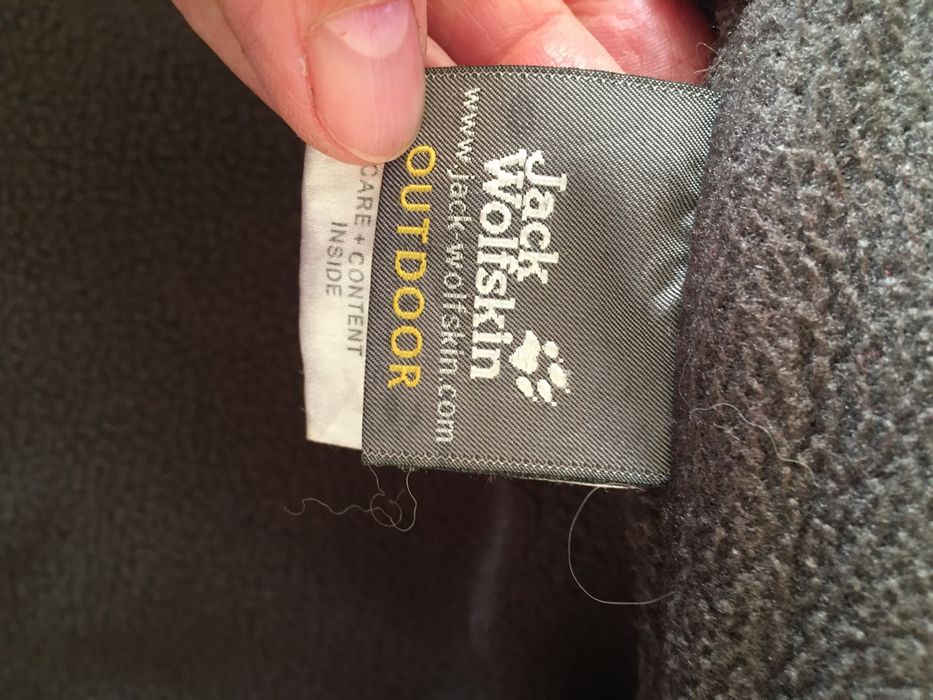 Jack
Wolfskin
www.jack-wolfskin.com
OUTDOOR
CARE + CONTENT
INSIDE